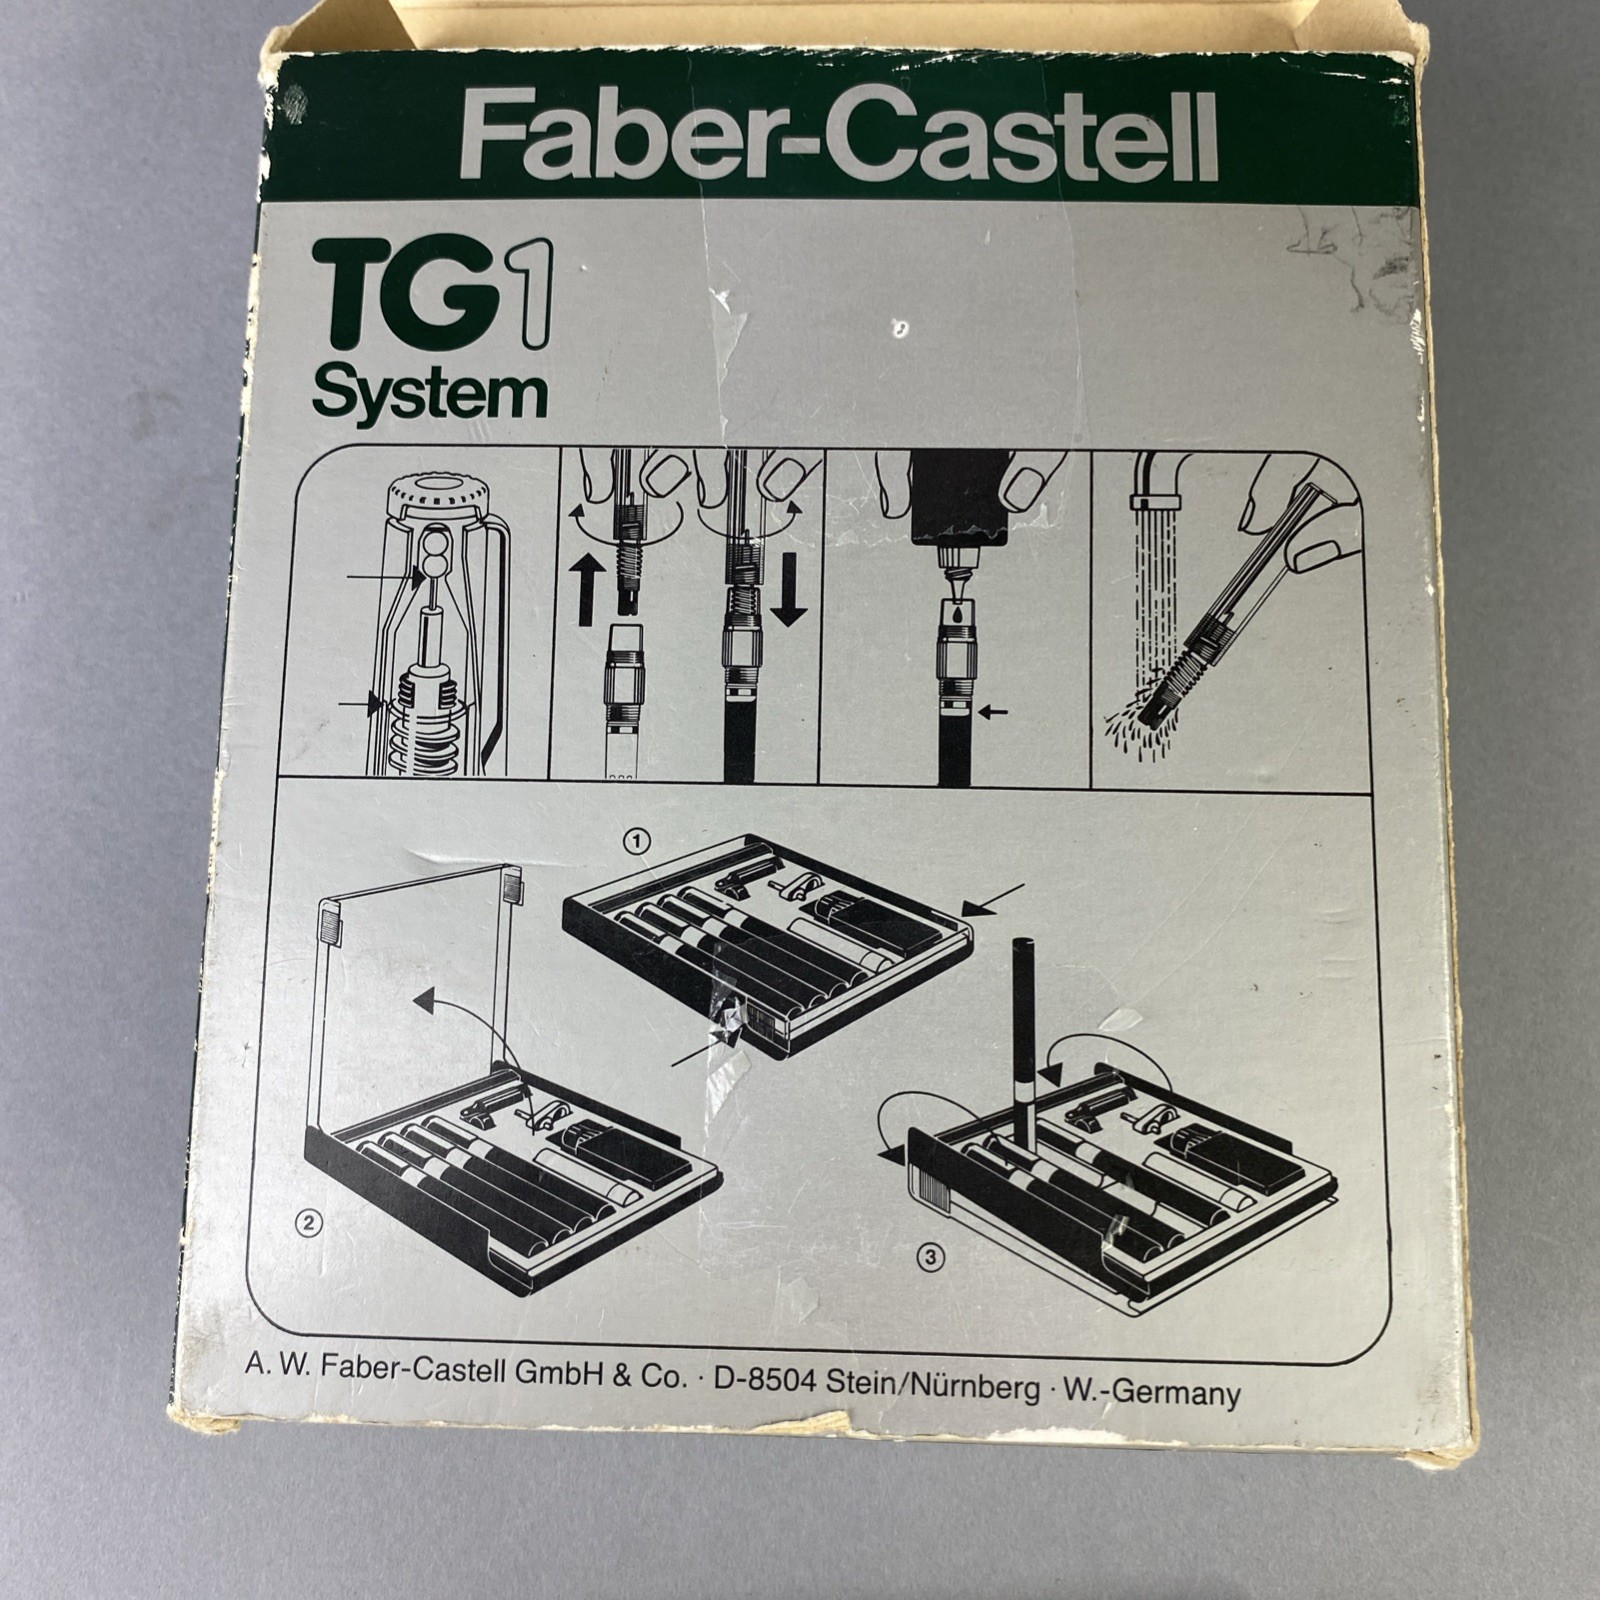 Faber-Castell
TG1
System
1
2
3
A. W. Faber-Castell GmbH & Co. · D-8504 Stein/Nürnberg · W.-Germany